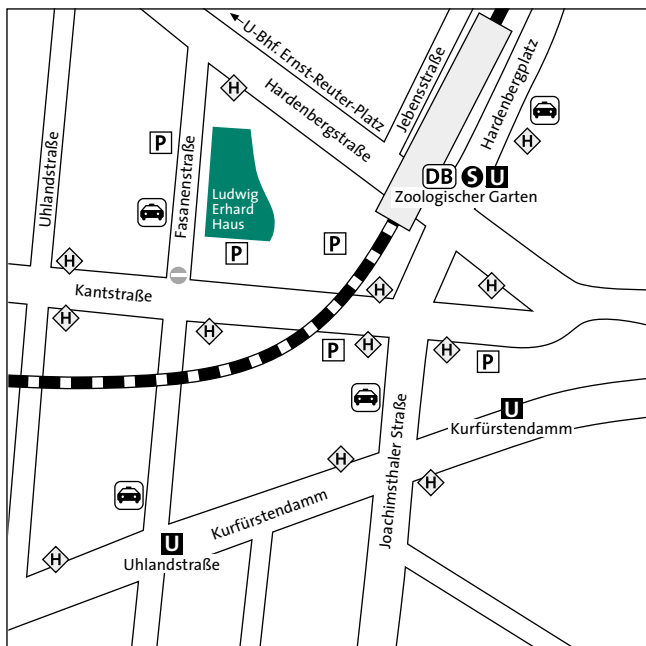 U-Bhf. Ernst-Reuter-Platz
Hardenbergstraße
Jebensstraße
Hardenbergplatz
H
H
Uhlandstraße
P
Fasanenstraße
Ludwig
Erhard
Haus
DB S U
Zoologischer Garten
P
P
H
Kantstraße
H
H
H
H
H
H
P
P
U
Kurfürstendamm
Joachimsthaler Straße
H
H
Kurfürstendamm
U
Uhlandstraße
H